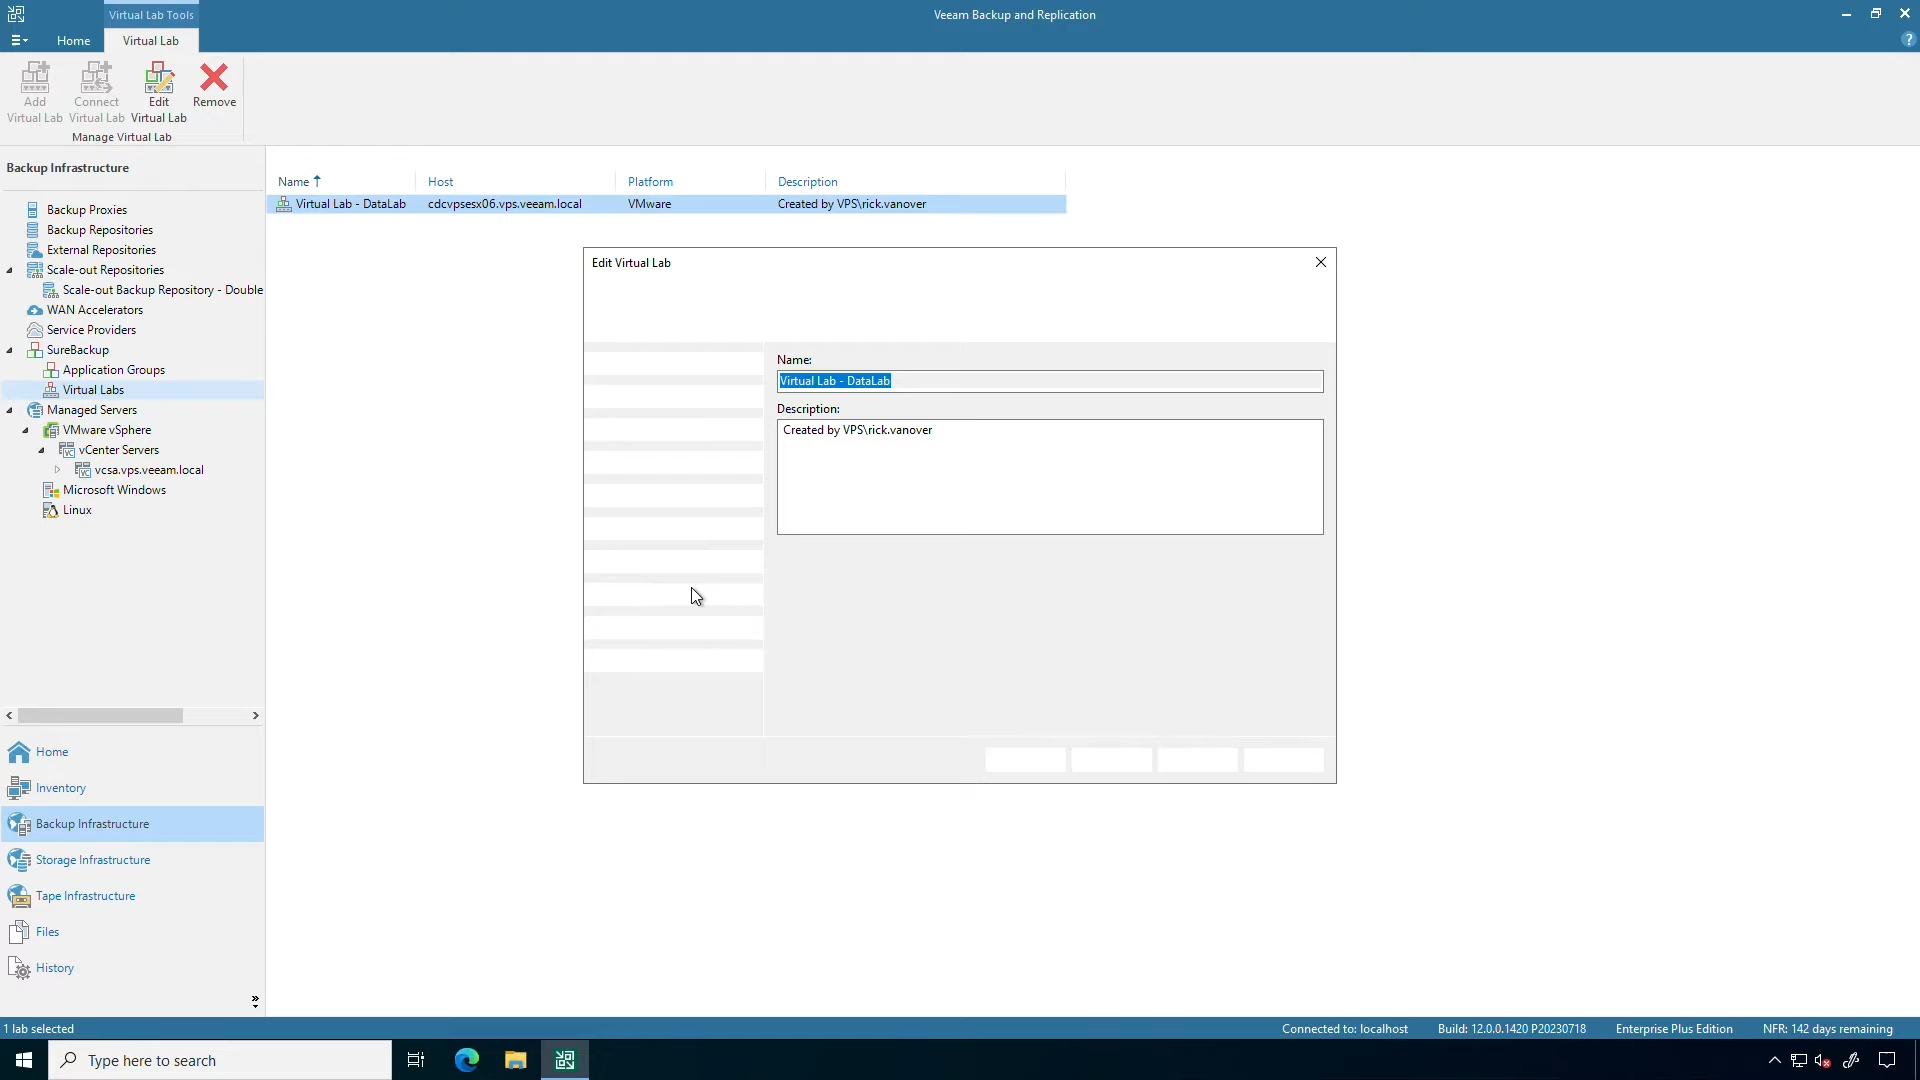 Virtual Lab Tools
Veeam Backup and Replication
Home
Virtual Lab
Add
Virtual Lab
Connect
Virtual Lab
Edit
Virtual Lab
Remove
Manage Virtual Lab
Backup Infrastructure
Backup Proxies
Backup Repositories
External Repositories
Scale-out Repositories
Scale-out Backup Repository - Double
WAN Accelerators
Service Providers
SureBackup
Application Groups
Virtual Labs
Managed Servers
VMware vSphere
vCenter Servers
vcsa.vps.veeam.local
Microsoft Windows
Linux
Name Host Platform Description
Virtual Lab - DataLab cdcvpsesx06.vps.veeam.local VMware Created by VPS\rick.vanover
Edit Virtual Lab
Name:
Virtual Lab - DataLab
Description:
Created by VPS\rick.vanover
Home
Inventory
Backup Infrastructure
Storage Infrastructure
Tape Infrastructure
Files
History
1 lab selected
Connected to: localhost Build: 12.0.0.1420 P20230718 Enterprise Plus Edition NFR: 142 days remaining
Type here to search